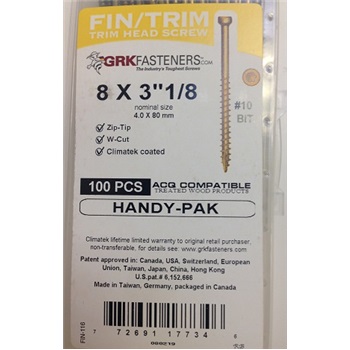 FIN/TRIM
TRIM HEAD SCREW
GRKFASTENERS.COM
The Industry's Toughest Screws
8 X 3"1/8
nominal size
4.0 X 80 mm
#10
BIT
Zip-Tip
W-Cut
Climatek coated
100 PCS
ACQ COMPATIBLE
TREATED WOOD PRODUCTS
HANDY-PAK
Climatek lifetime limited warranty to original retail purchaser,
non-transferable, for details see: www.grkfasteners.com
Patent approved in: Canada, USA, Switzerland, European
Union, Taiwan, Japan, China, Hong Kong
U.S.pat.# 6,152,666
Made in Taiwan, Germany, packaged in Canada
FIN-116
7 72691 17734